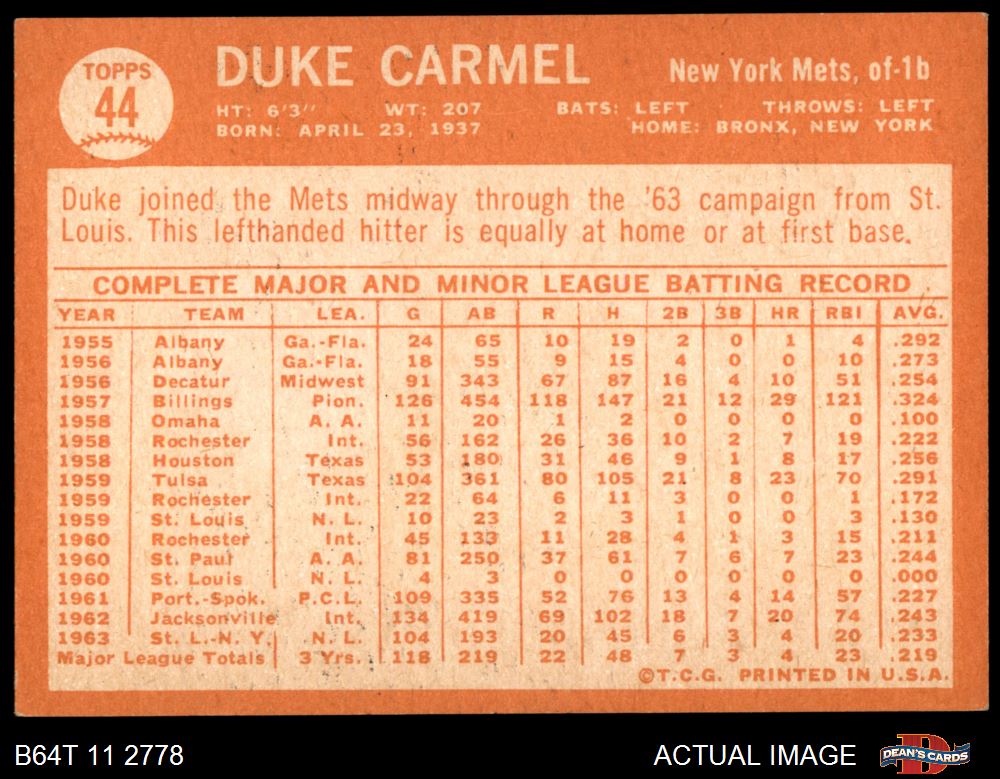 TOPPS
44
DUKE CARMEL
New York Mets, of-1b
HT: 6'3" WT: 207 BATS: LEFT THROWS: LEFT
BORN: APRIL 23, 1937 HOME: BRONX, NEW YORK
Duke joined the Mets midway through the '63 campaign from St.
Louis. This lefthanded hitter is equally at home or at first base.
COMPLETE MAJOR AND MINOR LEAGUE BATTING RECORD
YEAR TEAM LEA. G AB R H 2B 3B HR RBI AVG.
1955 Albany Ga.-Fla. 24 65 10 19 2 0 1 4 .292
1956 Albany Ga.-Fla. 18 55 9 15 4 0 0 10 .273
1956 Decatur Midwest 91 343 67 87 16 4 10 51 .254
1957 Billings Pion. 126 454 118 147 21 12 29 121 .324
1958 Omaha A. A. 11 20 1 2 0 0 0 0 .100
1958 Rochester Int. 56 162 26 36 10 2 7 19 .222
1958 Houston Texas 53 180 31 46 9 1 8 17 .256
1959 Tulsa Texas 104 361 80 105 21 8 23 70 .291
1959 Rochester Int. 22 64 6 11 3 0 0 1 .172
1959 St. Louis N. L. 10 23 2 3 1 0 0 3 .130
1960 Rochester Int. 45 133 11 28 4 1 3 15 .211
1960 St. Paul A. A. 81 250 37 61 7 6 7 23 .244
1960 St. Louis N. L. 4 3 0 0 0 0 0 0 .000
1961 Port.-Spok. P.C.L. 109 335 52 76 13 4 14 57 .227
1962 Jacksonville Int. 134 419 69 102 18 7 20 74 .243
1963 St. L.-N. Y. N. L. 104 193 20 45 6 3 4 20 .233
Major League Totals 3 Yrs. 118 219 22 48 7 3 4 23 .219
©T.C.G. PRINTED IN U.S.A.
B64T 11 2778
ACTUAL IMAGE
DEAN'S CARDS